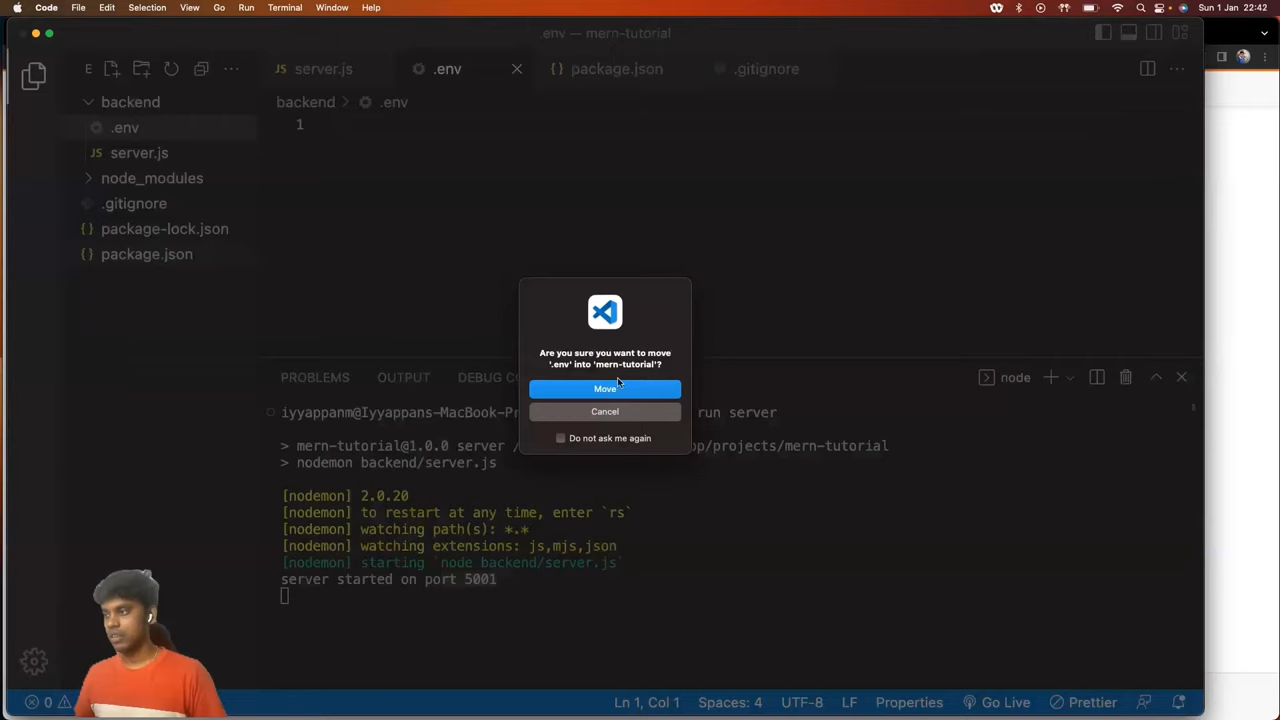 Code File Edit Selection View Go Run Terminal Window Help Sun 1 Jan 22:42
.env — mern-tutorial
E
server.js
.env
package.json
.gitignore
backend
.env
server.js
node_modules
.gitignore
package-lock.json
package.json
backend > .env
1
Are you sure you want to move
'.env' into 'mern-tutorial'?
Move
Cancel
Do not ask me again
PROBLEMS OUTPUT DEBUG CO node
iyyappanm@Iyyappans-MacBook-Pr run server
> mern-tutorial@1.0.0 server / pp/projects/mern-tutorial
> nodemon backend/server.js
[nodemon] 2.0.20
[nodemon] to restart at any time, enter `rs`
[nodemon] watching path(s): *.*
[nodemon] watching extensions: js,mjs,json
[nodemon] starting `node backend/server.js`
server started on port 5001
0 Ln 1, Col 1 Spaces: 4 UTF-8 LF Properties Go Live Prettier